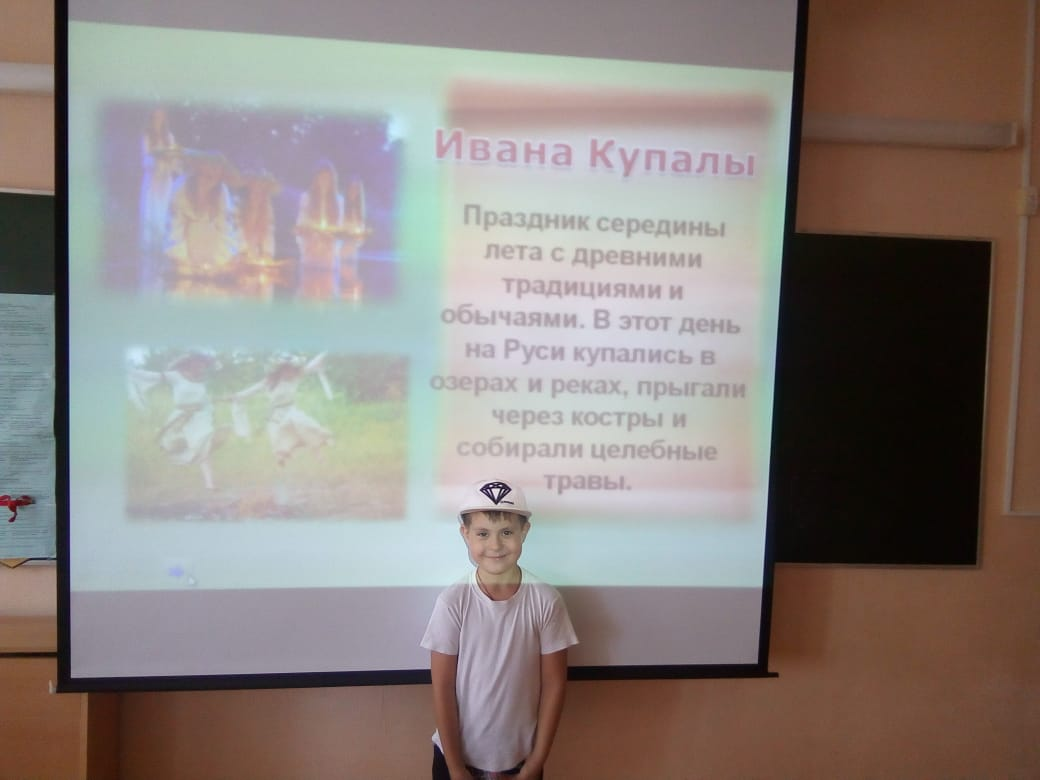 Ивана Купалы
Праздник середины
лета с древними
традициями и
обычаями. В этот день
на Руси купались в
озерах и реках, прыгали
через костры и
собирали целебные
травы.